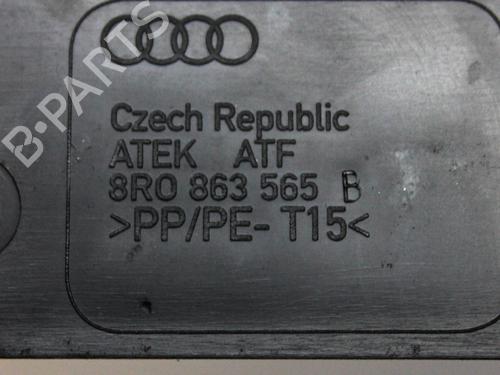 B-PARTS
Czech Republic
ATEK ATF
8R0 863 565 B
>PP/PE- T15<